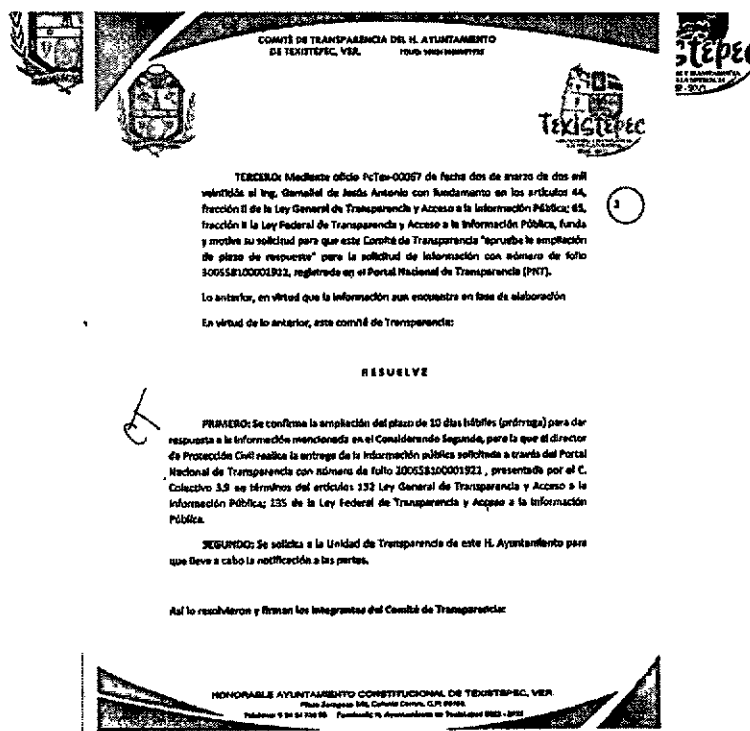 COMITÉ DE TRANSPARENCIA DEL H. AYUNTAMIENTO
DE TEXISTEPEC, VER.
TEXISTEPEC
TERCERO: Mediante oficio PcTex-00067 de fecha dos de marzo de dos mil
veintidós el Ing. Gamaliel de Jesús Antonio con fundamento en los artículos 44,
fracción II de la Ley General de Transparencia y Acceso a la Información Pública; 65,
fracción II la Ley Federal de Transparencia y Acceso a la Información Pública, funda
y motiva su solicitud para que este Comité de Transparencia "apruebe la ampliación
de plazo de respuesta" para la solicitud de información con número de folio
300558100001922, registrada en el Portal Nacional de Transparencia (PNT).
3
Lo anterior, en virtud que la información aun encuentra en fase de elaboración
En virtud de lo anterior, este comité de Transparencia:
RESUELVE
PRIMERO: Se confirma la ampliación del plazo de 10 días hábiles (prórroga) para dar
respuesta a la información mencionada en el Considerando Segundo, para la que el director
de Protección Civil realice la entrega de la información pública solicitada a través del Portal
Nacional de Transparencia con número de folio 300558100001922 , presentada por el C.
Colectivo 3.9 en términos del artículos 132 Ley General de Transparencia y Acceso a la
Información Pública; 135 de la Ley Federal de Transparencia y Acceso a la Información
Pública.
SEGUNDO: Se solicita a la Unidad de Transparencia de este H. Ayuntamiento para
que lleve a cabo la notificación a las partes.
Así lo resolvieron y firman los integrantes del Comité de Transparencia:
HONORABLE AYUNTAMIENTO CONSTITUCIONAL DE TEXISTEPEC, VER.